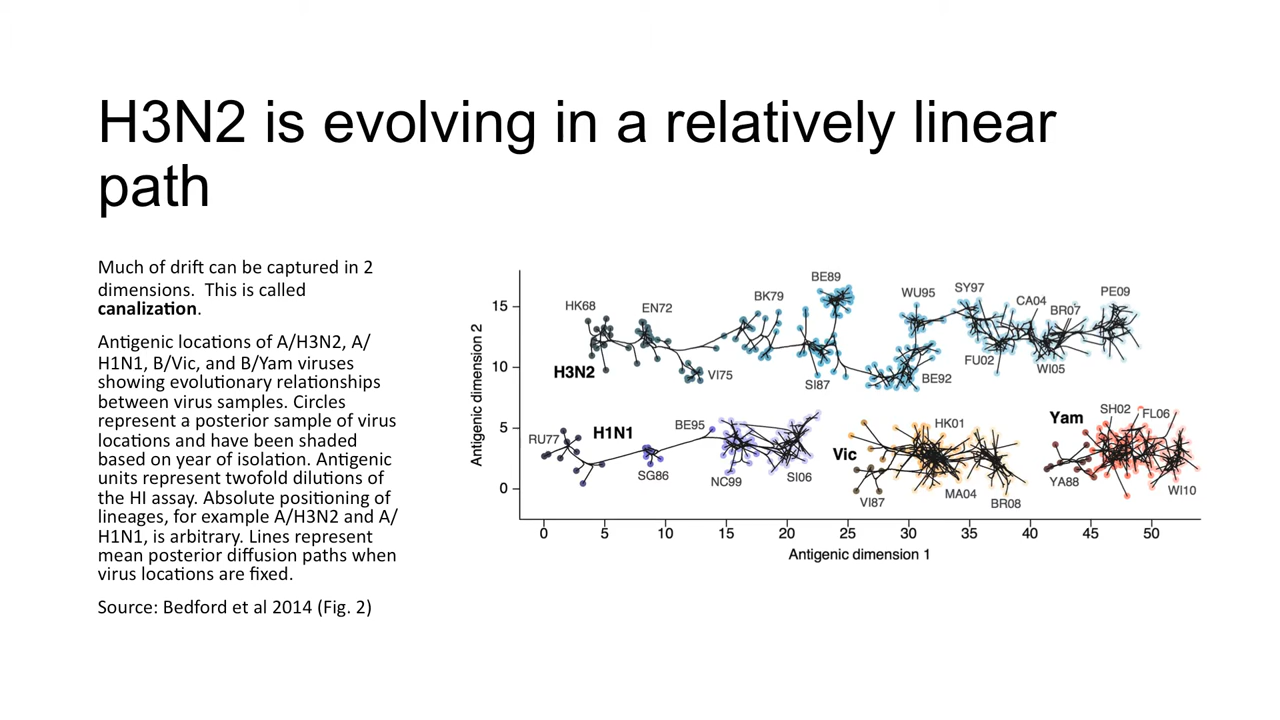 H3N2 is evolving in a relatively linear
path
Much of drift can be captured in 2
dimensions.  This is called
canalization.
Antigenic locations of A/H3N2, A/
H1N1, B/Vic, and B/Yam viruses
showing evolutionary relationships
between virus samples. Circles
represent a posterior sample of virus
locations and have been shaded
based on year of isolation. Antigenic
units represent twofold dilutions of
the HI assay. Absolute positioning of
lineages, for example A/H3N2 and A/
H1N1, is arbitrary. Lines represent
mean posterior diffusion paths when
virus locations are fixed.
Source: Bedford et al 2014 (Fig. 2)
Antigenic dimension 2
15
10
5
0
HK68
EN72
BK79
BE89
WU95
SY97
CA04
BR07
PE09
H3N2
VI75
SI87
BE92
FU02
WI05
RU77
H1N1
BE95
SG86
NC99
SI06
Vic
HK01
VI87
MA04
BR08
Yam
SH02
FL06
YA88
WI10
0 5 10 15 20 25 30 35 40 45 50
Antigenic dimension 1